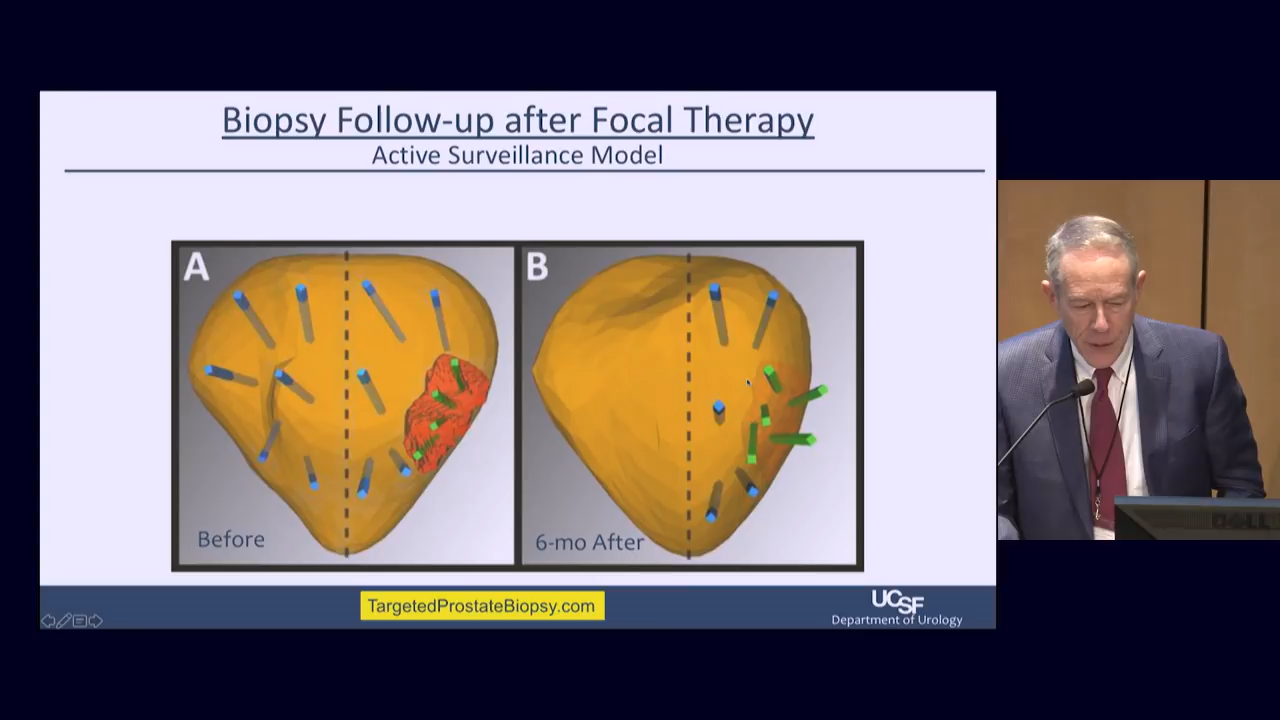 Biopsy Follow-up after Focal Therapy
Active Surveillance Model
A
B
Before
6-mo After
TargetedProstateBiopsy.com
UCSF
Department of Urology
DELL